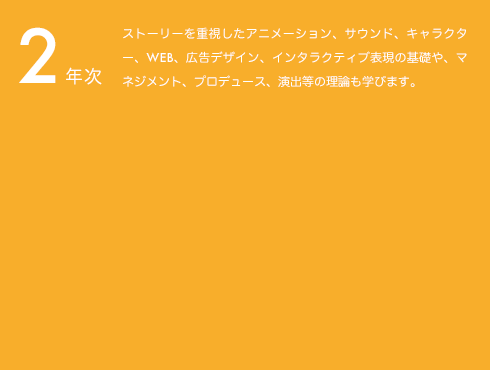 2年次
ストーリーを重視したアニメーション、サウンド、キャラクタ
ー、WEB、広告デザイン、インタラクティブ表現の基礎や、マ
ネジメント、プロデュース、演出等の理論も学びます。